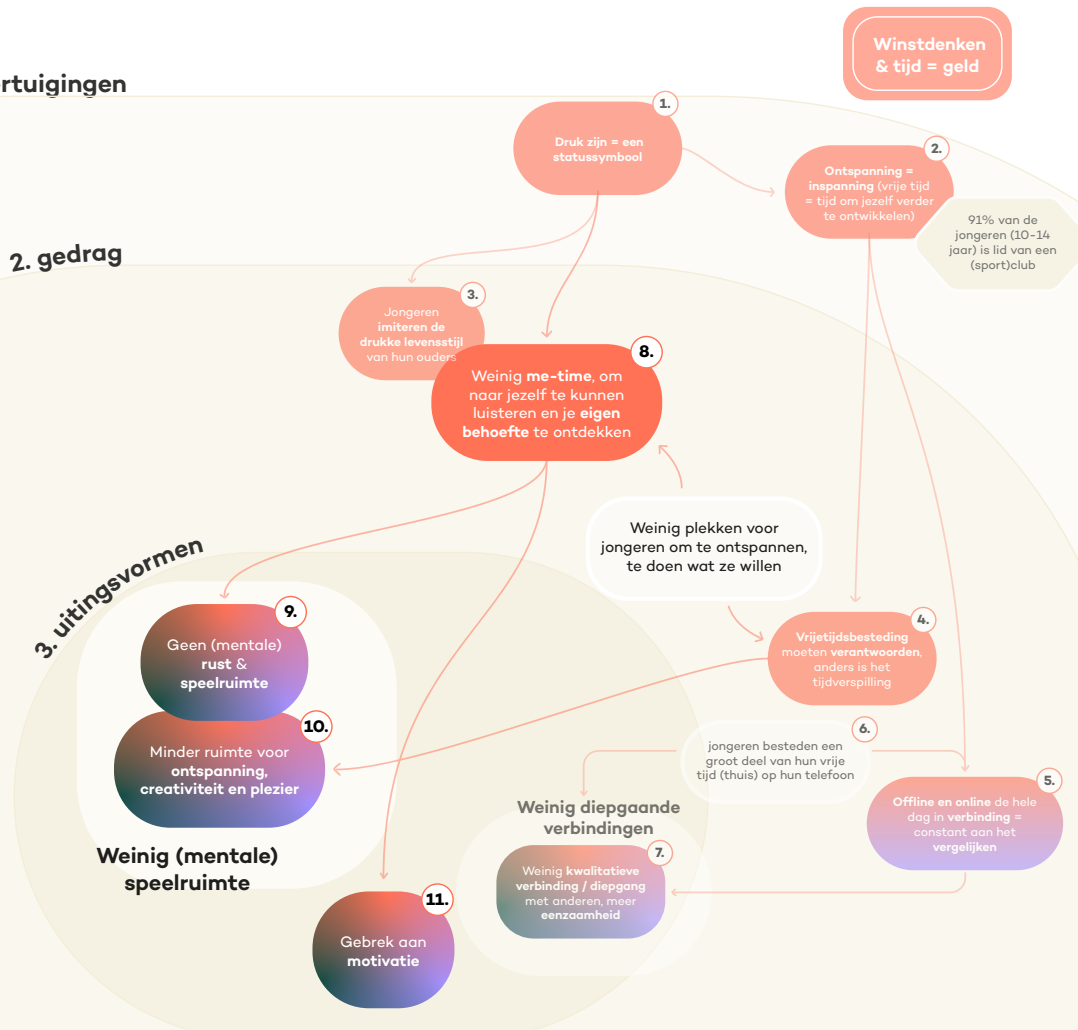 Winstdenken
& tijd = geld
rtuigingen
1.
Druk zijn = een
statussymbool
2.
Ontspanning =
inspanning (vrije tijd
= tijd om jezelf verder
te ontwikkelen)
91% van de
jongeren (10-14
jaar) is lid van een
(sport)club
2. gedrag
3.
Jongeren
imiteren de
drukke levensstijl
van hun ouders
8.
Weinig me-time, om
naar jezelf te kunnen
luisteren en je eigen
behoefte te ontdekken
Weinig plekken voor
jongeren om te ontspannen,
te doen wat ze willen
3. uitingsvormen
9.
Geen (mentale)
rust &
speelruimte
4.
Vrijetijdsbesteding
moeten verantwoorden,
anders is het
tijdverspilling
10.
Minder ruimte voor
ontspanning,
creativiteit en plezier
6.
jongeren besteden een
groot deel van hun vrije
tijd (thuis) op hun telefoon
5.
Offline en online de hele
dag in verbinding =
constant aan het
vergelijken
Weinig diepgaande
verbindingen
7.
Weinig kwalitatieve
verbinding / diepgang
met anderen, meer
eenzaamheid
Weinig (mentale)
speelruimte
11.
Gebrek aan
motivatie